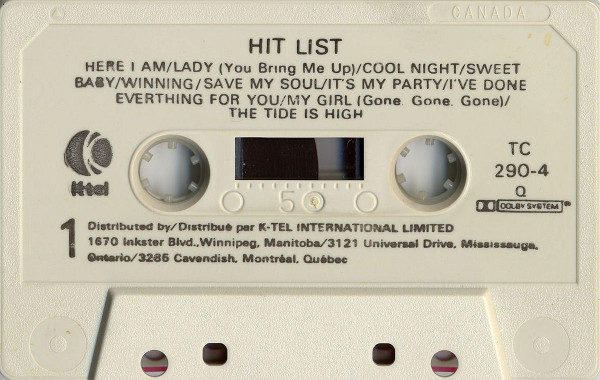 CANADA
HIT LIST
HERE I AM/LADY (You Bring Me Up)/COOL NIGHT/SWEET
BABY/WINNING/SAVE MY SOUL/IT'S MY PARTY/I'VE DONE
EVERTHING FOR YOU/MY GIRL (Gone. Gone. Gone)/
THE TIDE IS HIGH
K-tel
TC
290-4
Q
DOLBY SYSTEM
50
1
Distributed by/Distribué par K-TEL INTERNATIONAL LIMITED
1670 Inkster Blvd.,Winnipeg, Manitoba/3121 Universal Drive, Mississauga,
Ontario/3285 Cavendish, Montréal, Québec